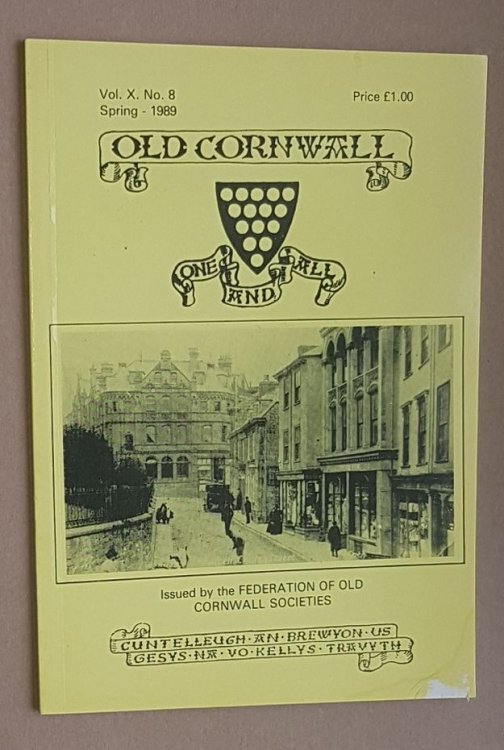 Vol. X. No. 8
Spring - 1989
Price £1.00
OLD CORNWALL
ONE AND ALL
Issued by the FEDERATION OF OLD
CORNWALL SOCIETIES
CUNTELLEUGH · AN · BREWYON · US
GESYS · NA · VO · KELLYS · TRAVYTH